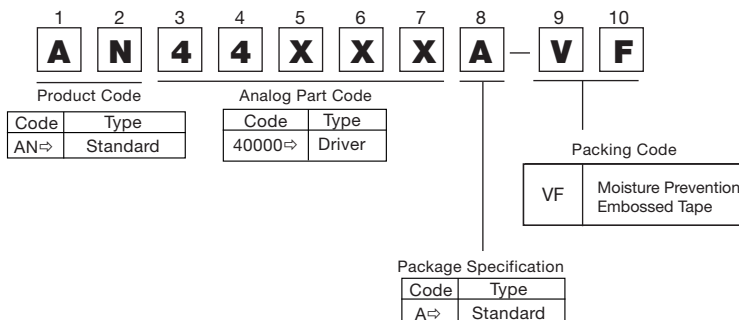 1 2 3 4 5 6 7 8 9 10
A N 4 4 X X X A – V F
Product Code
Code Type
AN⇨ Standard
Analog Part Code
Code Type
40000⇨ Driver
Packing Code
VF Moisture Prevention
Embossed Tape
Package Specification
Code Type
A⇨ Standard